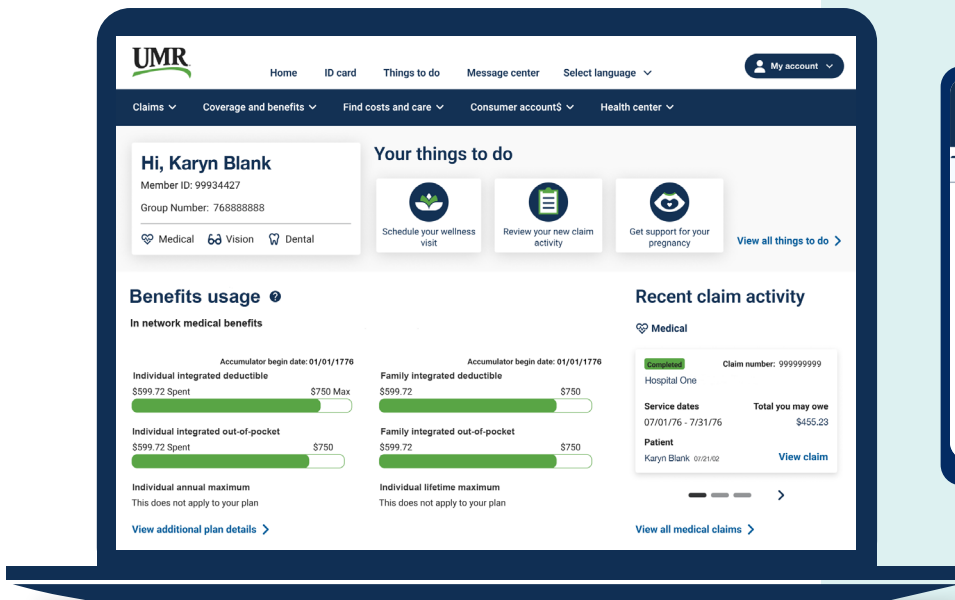 UMR
Home ID card Things to do Message center Select language
My account
Claims Coverage and benefits Find costs and care Consumer account$ Health center
Hi, Karyn Blank
Member ID: 99934427
Group Number: 768888888
Medical Vision Dental
Your things to do
Schedule your wellness
visit
Review your new claim
activity
Get support for your
pregnancy
View all things to do
Benefits usage ?
In network medical benefits
Accumulator begin date: 01/01/1776
Individual integrated deductible
$599.72 Spent $750 Max
Individual integrated out-of-pocket
$599.72 Spent $750
Individual annual maximum
This does not apply to your plan
View additional plan details
Accumulator begin date: 01/01/1776
Family integrated deductible
$599.72 $750
Family integrated out-of-pocket
$599.72 $750
Individual lifetime maximum
This does not apply to your plan
Recent claim activity
Medical
Completed Claim number: 999999999
Hospital One
Service dates Total you may owe
07/01/76 - 7/31/76 $455.23
Patient
Karyn Blank 07/21/02 View claim
View all medical claims